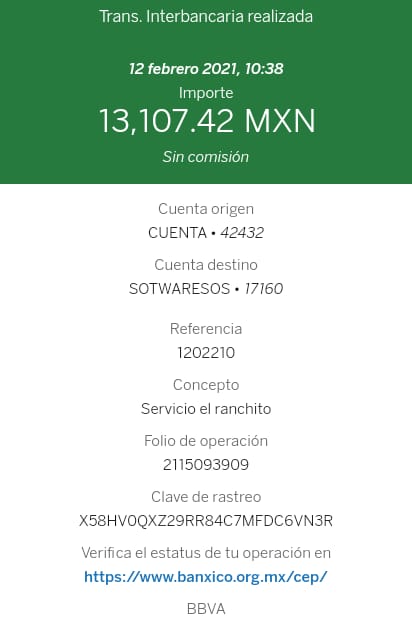 Trans. Interbancaria realizada
12 febrero 2021, 10:38
Importe
13,107.42 MXN
Sin comisión
Cuenta origen
CUENTA • 42432
Cuenta destino
SOTWARESOS • 17160
Referencia
1202210
Concepto
Servicio el ranchito
Folio de operación
2115093909
Clave de rastreo
X58HV0QXZ29RR84C7MFDC6VN3R
Verifica el estatus de tu operación en
https://www.banxico.org.mx/cep/
BBVA